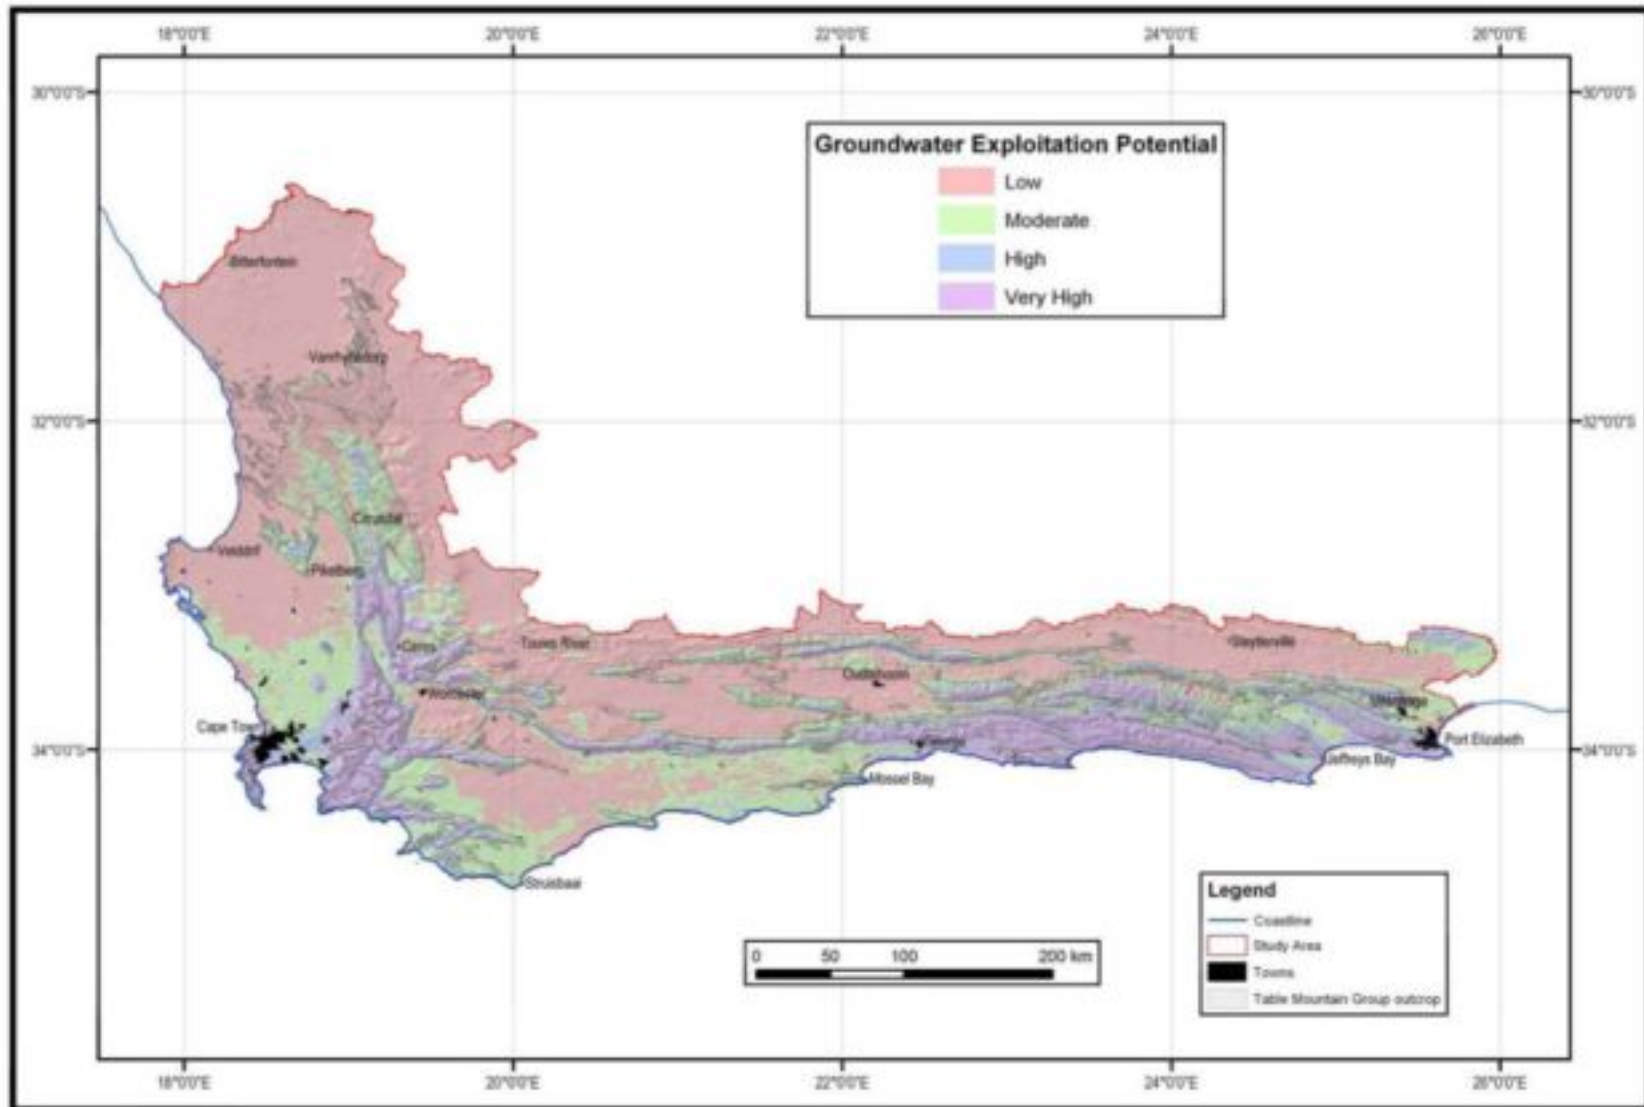 18°0'0"E 20°0'0"E 22°0'0"E 24°0'0"E 26°0'0"E
30°0'0"S 30°0'0"S
Groundwater Exploitation Potential
Low
Moderate
High
Very High
Bitterfontein
Vanrhynsdorp
32°0'0"S 32°0'0"S
Citrusdal
Velddrif
Piketberg
Ceres
Touws River
Slayterville
Oudtshoorn
Worcester
Uitenhage
Cape Town
George
Port Elizabeth
34°0'0"S 34°0'0"S
Jeffreys Bay
Mossel Bay
Struisbaai
Legend
Coastline
Study Area
Towns
Table Mountain Group outcrop
0 50 100 200 km
18°0'0"E 20°0'0"E 22°0'0"E 24°0'0"E 26°0'0"E